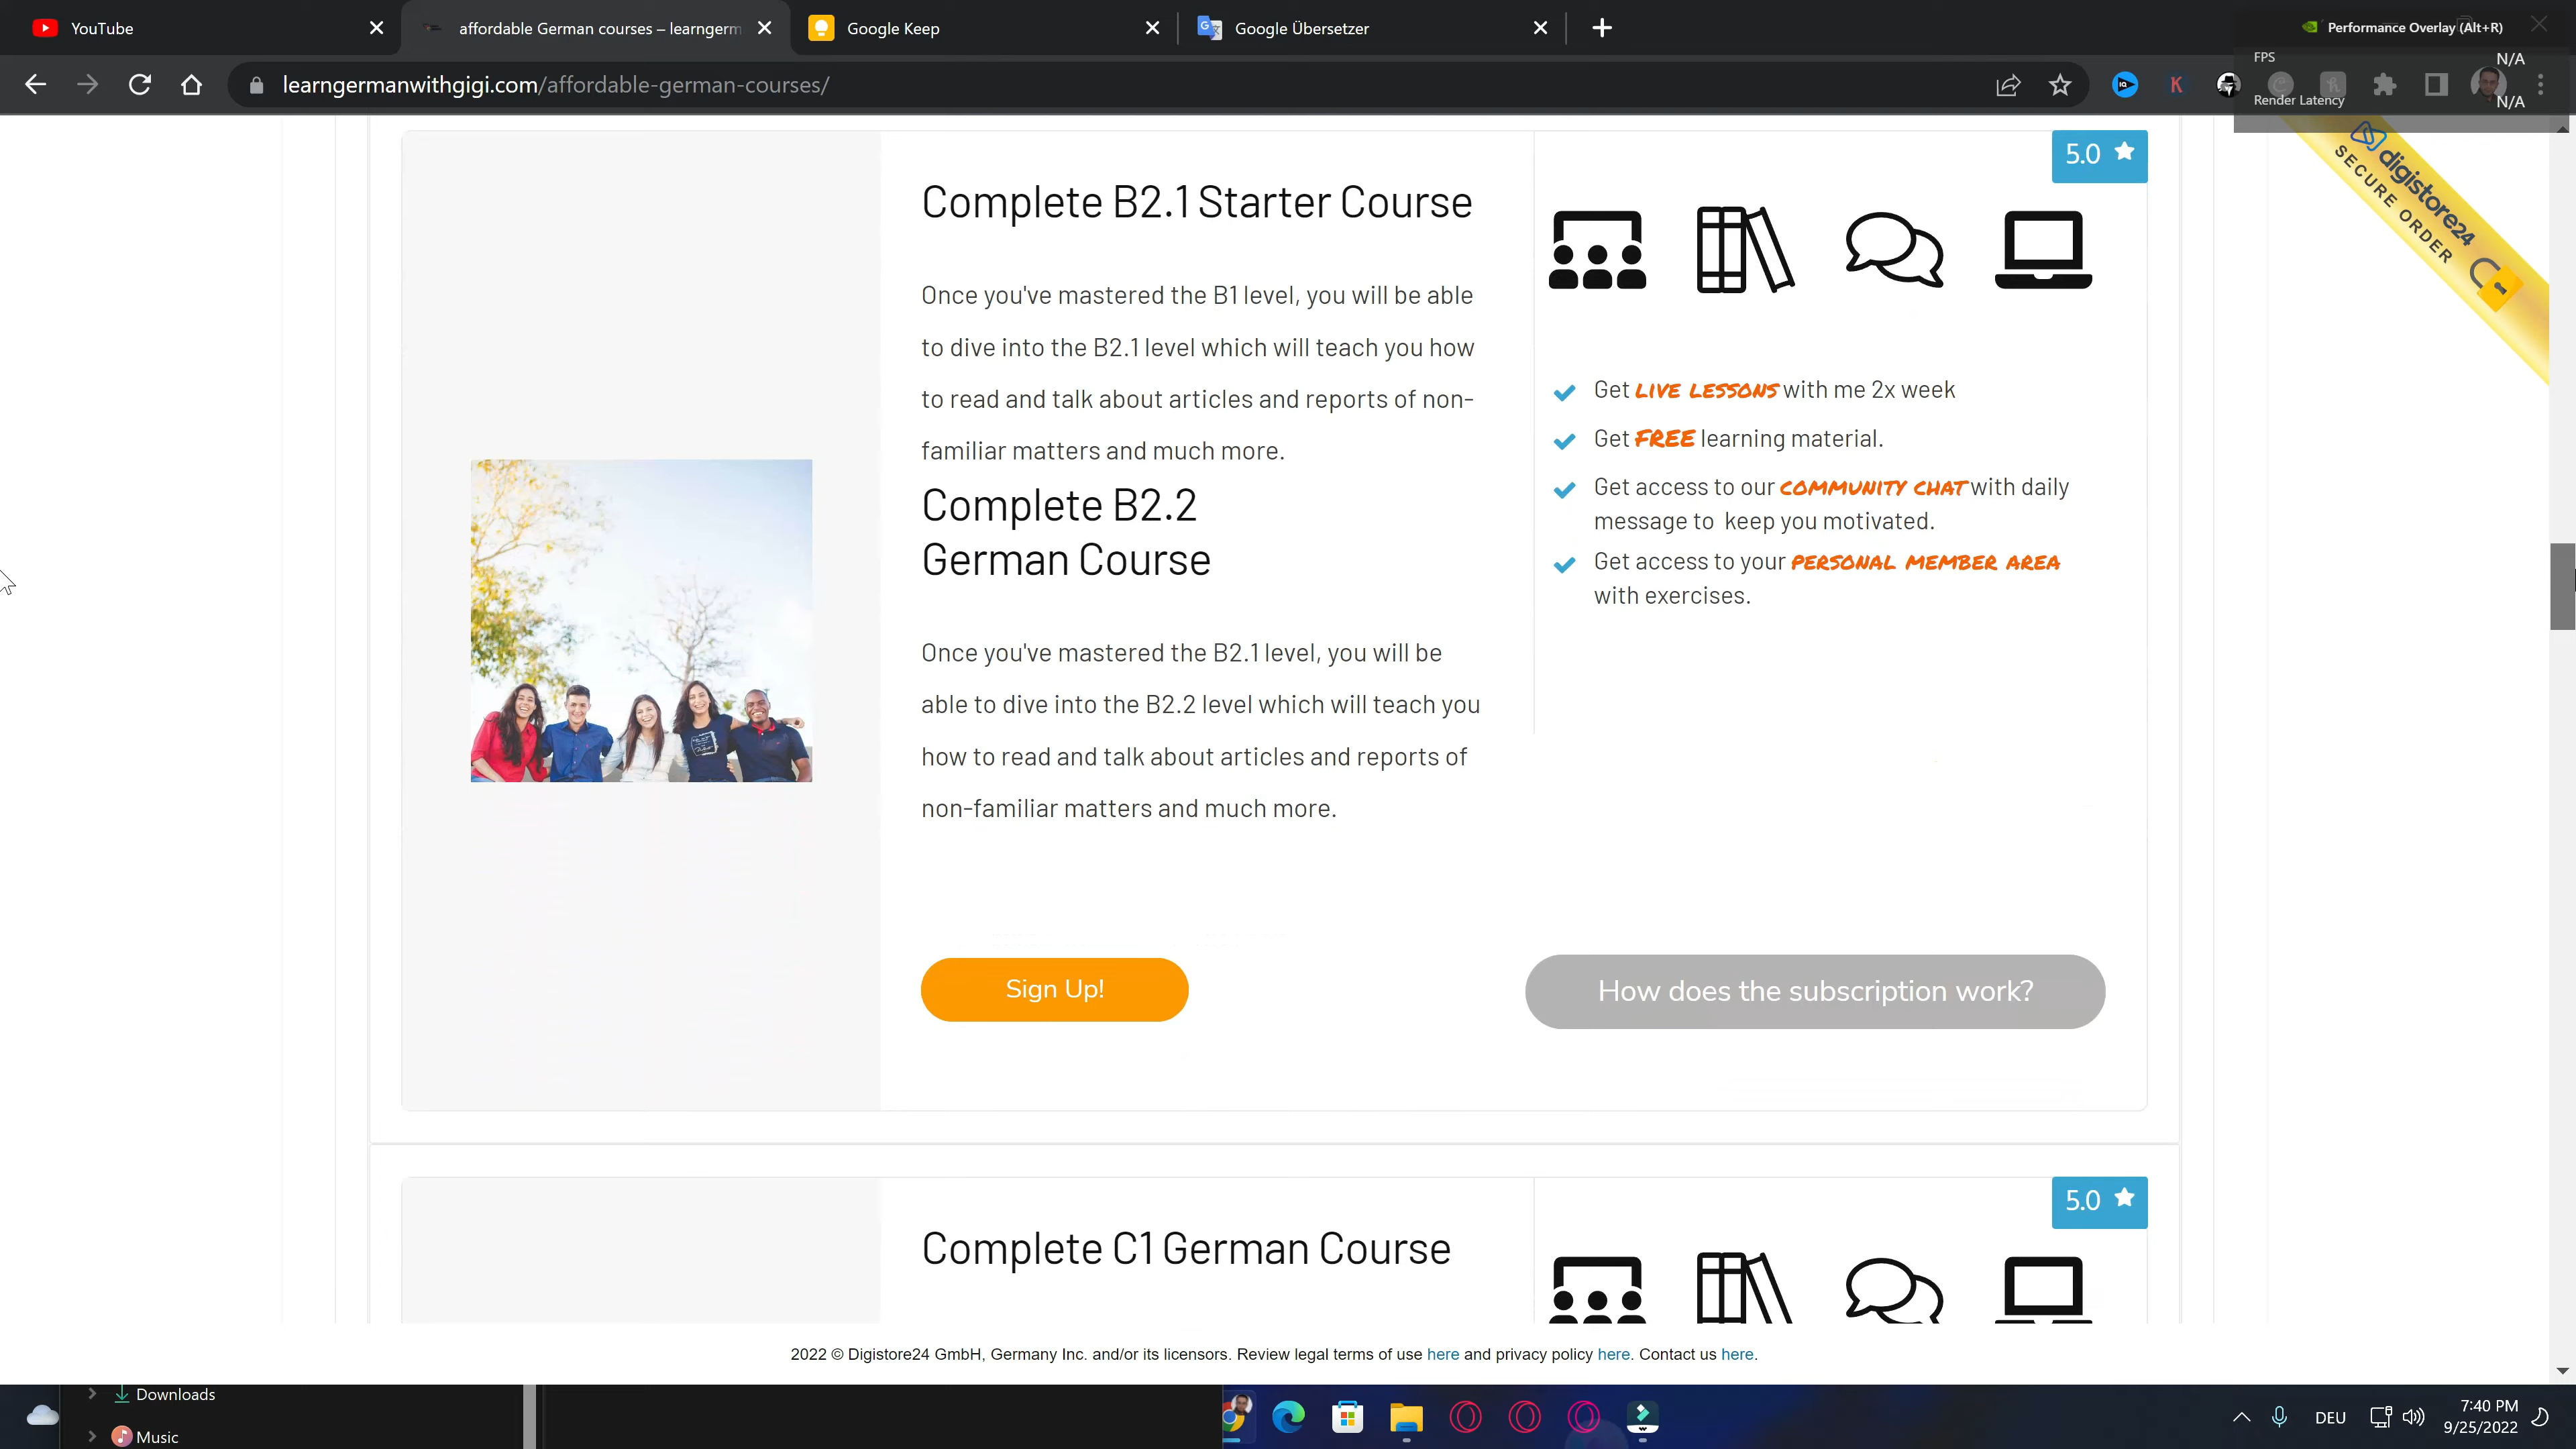 YouTube
affordable German courses – learngerm
Google Keep
Google Übersetzer
Performance Overlay (Alt+R)
FPS
N/A
Render Latency
N/A
learngermanwithgigi.com/affordable-german-courses/
digistore24
SECURE ORDER
5.0
Complete B2.1 Starter Course
Once you've mastered the B1 level, you will be able
to dive into the B2.1 level which will teach you how
to read and talk about articles and reports of non-
familiar matters and much more.
Complete B2.2
German Course
Once you've mastered the B2.1 level, you will be
able to dive into the B2.2 level which will teach you
how to read and talk about articles and reports of
non-familiar matters and much more.
Get LIVE LESSONS with me 2x week
Get FREE learning material.
Get access to our COMMUNITY CHAT with daily
message to keep you motivated.
Get access to your PERSONAL MEMBER AREA
with exercises.
Sign Up!
How does the subscription work?
5.0
Complete C1 German Course
2022 © Digistore24 GmbH, Germany Inc. and/or its licensors. Review legal terms of use here and privacy policy here. Contact us here.
Downloads
Music
DEU
7:40 PM
9/25/2022